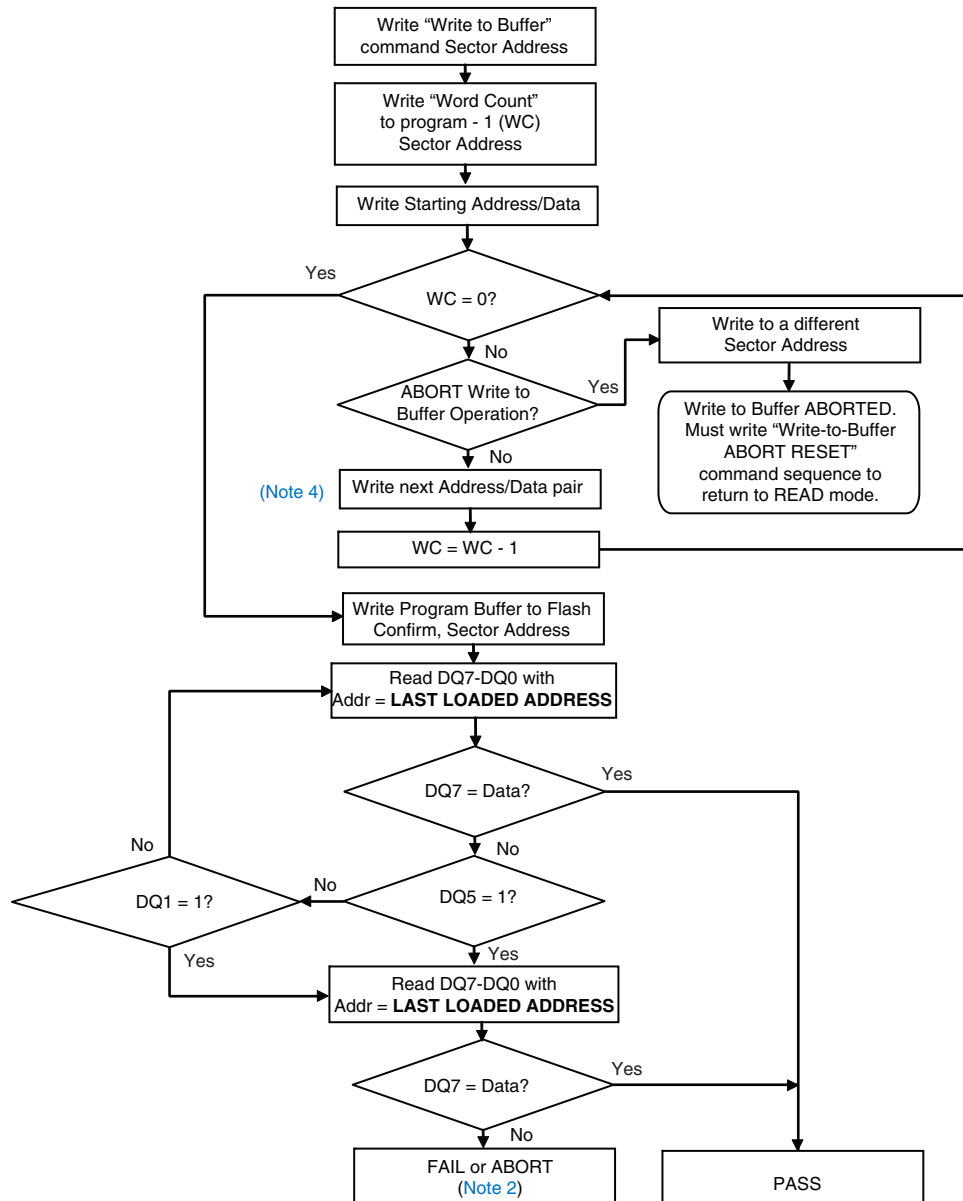 Write “Write to Buffer”
command Sector Address
Write “Word Count”
to program - 1 (WC)
Sector Address
Write Starting Address/Data
Yes
WC = 0?
No
Write to a different
Sector Address
ABORT Write to
Buffer Operation?
Yes
Write to Buffer ABORTED.
Must write “Write-to-Buffer
ABORT RESET”
command sequence to
return to READ mode.
No
(Note 4)
Write next Address/Data pair
WC = WC - 1
Write Program Buffer to Flash
Confirm, Sector Address
Read DQ7-DQ0 with
Addr = LAST LOADED ADDRESS
DQ7 = Data?
Yes
No
No
DQ1 = 1?
No
DQ5 = 1?
Yes
Yes
Read DQ7-DQ0 with
Addr = LAST LOADED ADDRESS
DQ7 = Data?
Yes
No
FAIL or ABORT
(Note 2)
PASS